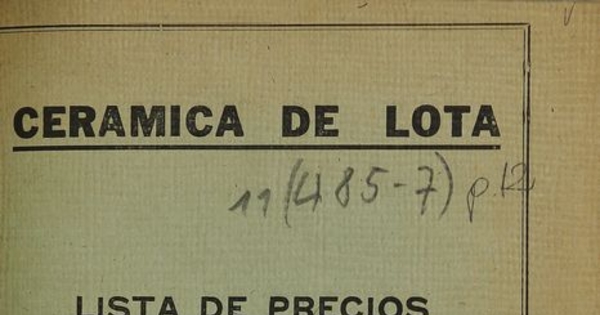 CERAMICA DE LOTA
11 (485-7) p.12
LISTA DE PRECIOS